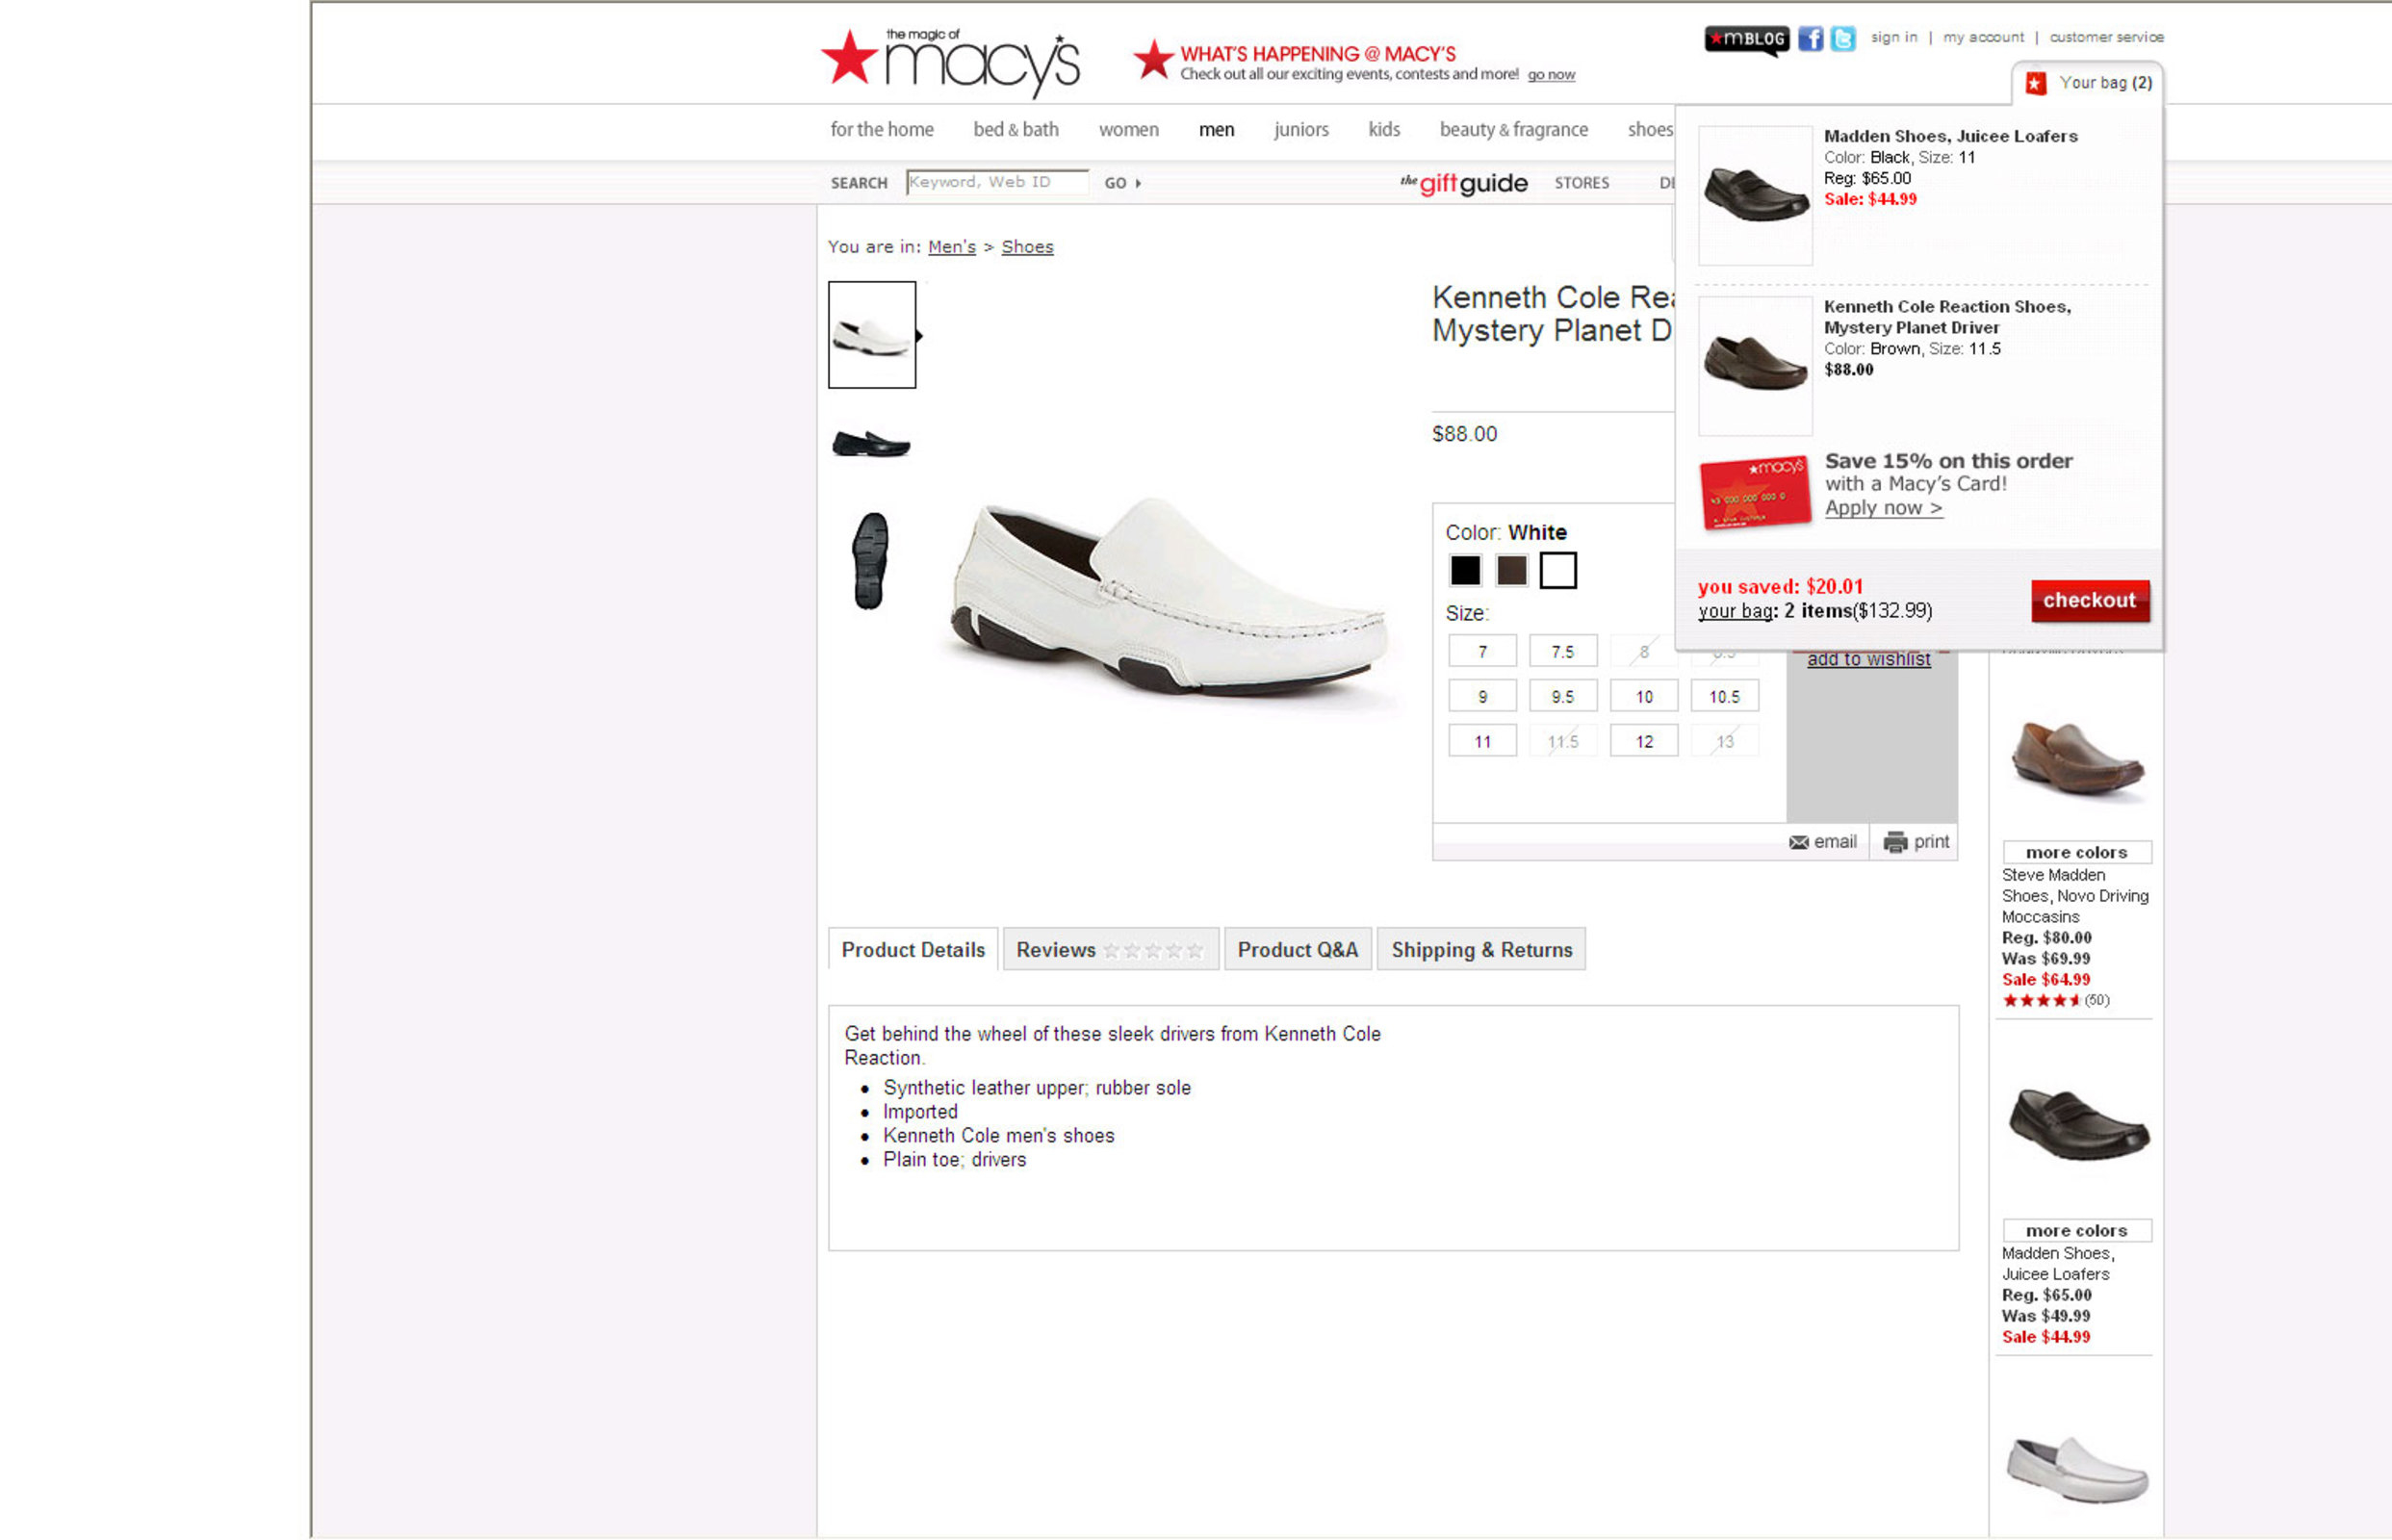 the magic of
macy's
WHAT'S HAPPENING @ MACY'S
Check out all our exciting events, contests and more! go now
mBLOG
sign in | my account | customer service
Your bag (2)
for the home bed & bath women men juniors kids beauty & fragrance shoes
SEARCH Keyword, Web ID GO
the gift guide STORES
You are in: Men's > Shoes
Kenneth Cole
Mystery Planet
$88.00
Color: White
Size:
7 7.5 8 8.5
9 9.5 10 10.5
11 11.5 12 13
add to wishlist
email print
Madden Shoes, Juicee Loafers
Color: Black, Size: 11
Reg: $65.00
Sale: $44.99
Kenneth Cole Reaction Shoes,
Mystery Planet Driver
Color: Brown, Size: 11.5
$88.00
macy's
Save 15% on this order
with a Macy's Card!
Apply now >
you saved: $20.01
your bag: 2 items($132.99)
checkout
Product Details Reviews Product Q&A Shipping & Returns
Get behind the wheel of these sleek drivers from Kenneth Cole
Reaction.
Synthetic leather upper; rubber sole
Imported
Kenneth Cole men's shoes
Plain toe; drivers
more colors
Steve Madden
Shoes, Novo Driving
Moccasins
Reg. $80.00
Was $69.99
Sale $64.99
(50)
more colors
Madden Shoes,
Juicee Loafers
Reg. $65.00
Was $49.99
Sale $44.99